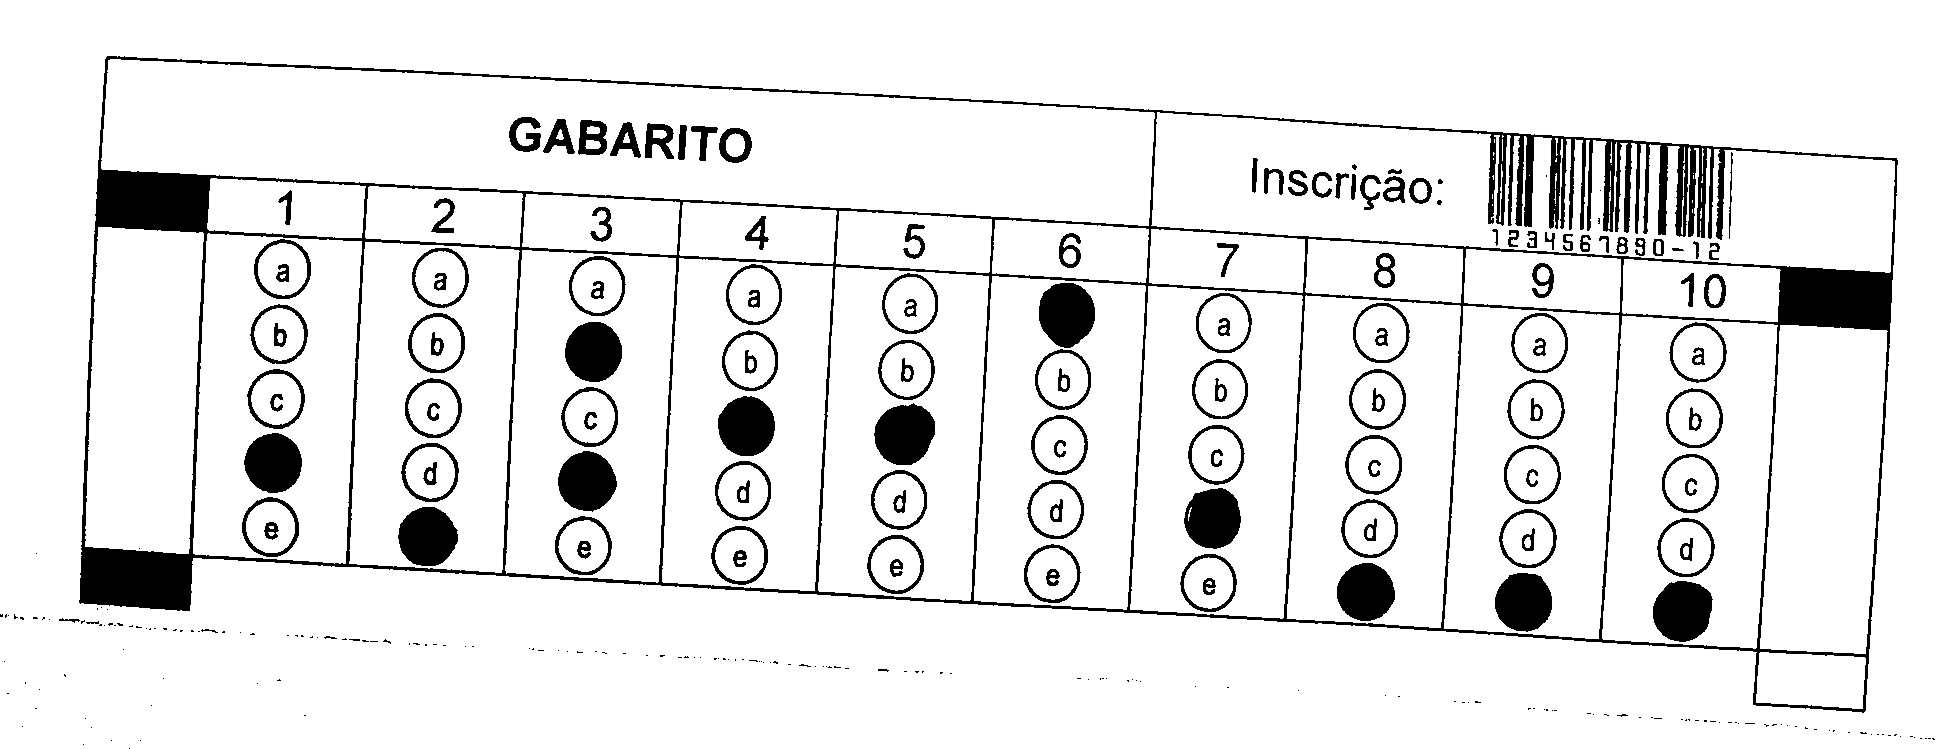 GABARITO
Inscrição:
1234567890-12
1 2 3 4 5 6 7 8 9 10
a a a a a a a a a
b b b b b b b b b
c c c c c c c c
d d d d d d d
e e e e e e